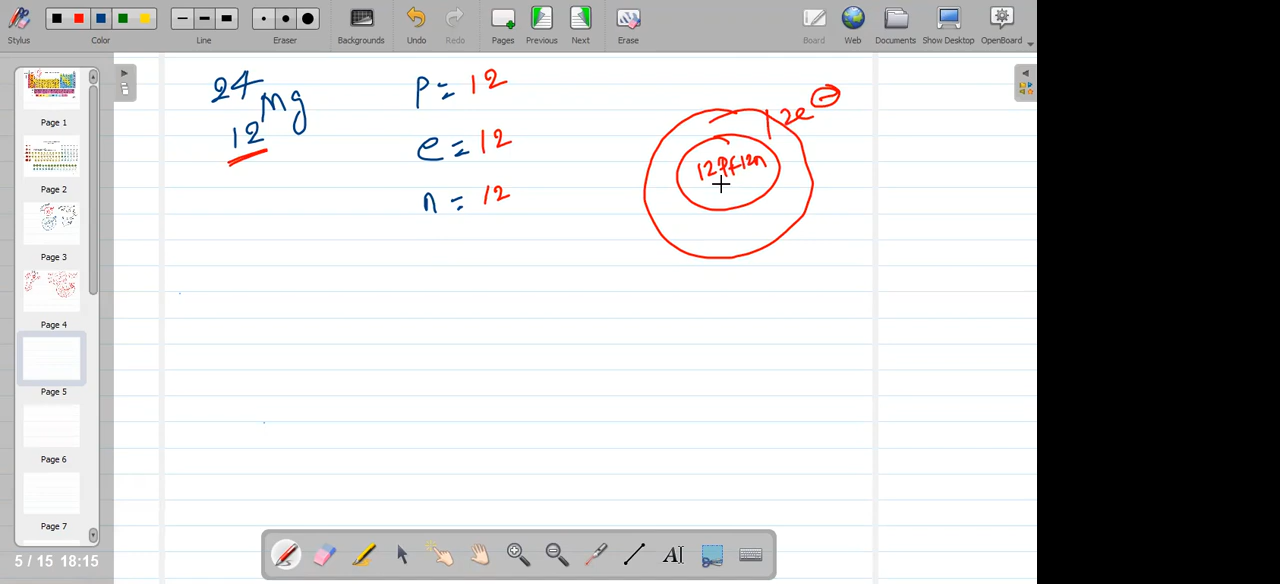 Stylus
Color
Line
Eraser
Backgrounds
Undo
Redo
Pages
Previous
Next
Erase
Board
Web
Documents
Show Desktop
OpenBoard
Page 1
Page 2
Page 3
Page 4
Page 5
Page 6
Page 7
5 / 15 18:15
24
Mg
12
p = 12
e = 12
n = 12
12e⊖
12P+12n
A